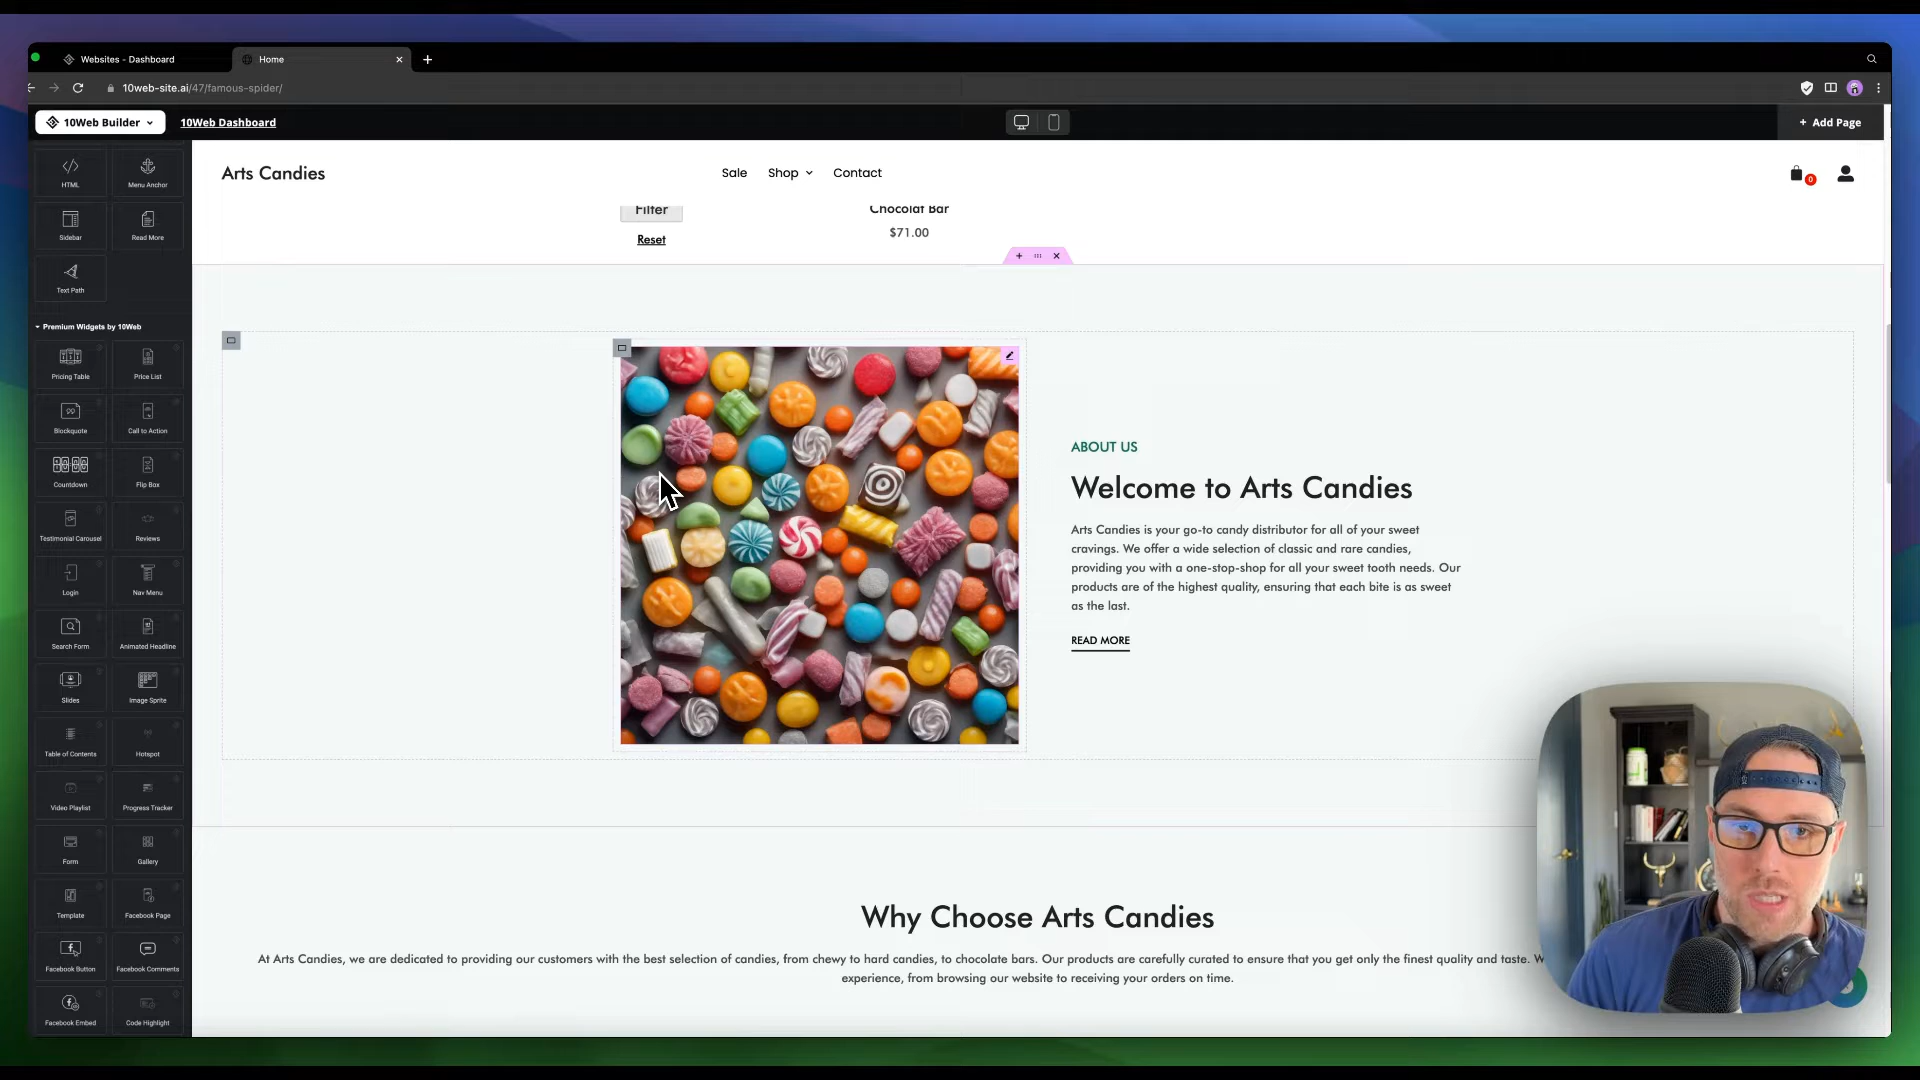 Websites - Dashboard
Home
10web-site.ai/47/famous-spider/
10Web Builder
10Web Dashboard
+ Add Page
HTML
Menu Anchor
Sidebar
Read More
Text Path
Premium Widgets by 10Web
Pricing Table
Price List
Blockquote
Call to Action
Countdown
Flip Box
Testimonial Carousel
Reviews
Login
Nav Menu
Search Form
Animated Headline
Slides
Image Sprite
Table of Contents
Hotspot
Video Playlist
Progress Tracker
Form
Gallery
Template
Facebook Page
Facebook Button
Facebook Comments
Facebook Embed
Code Highlight
Arts Candies
Sale
Shop
Contact
0
Filter
Reset
Chocolat Bar
$71.00
ABOUT US
Welcome to Arts Candies
Arts Candies is your go-to candy distributor for all of your sweet
cravings. We offer a wide selection of classic and rare candies,
providing you with a one-stop-shop for all your sweet tooth needs. Our
products are of the highest quality, ensuring that each bite is as sweet
as the last.
READ MORE
Why Choose Arts Candies
At Arts Candies, we are dedicated to providing our customers with the best selection of candies, from chewy to hard candies, to chocolate bars. Our products are carefully curated to ensure that you get only the finest quality and taste.
experience, from browsing our website to receiving your orders on time.